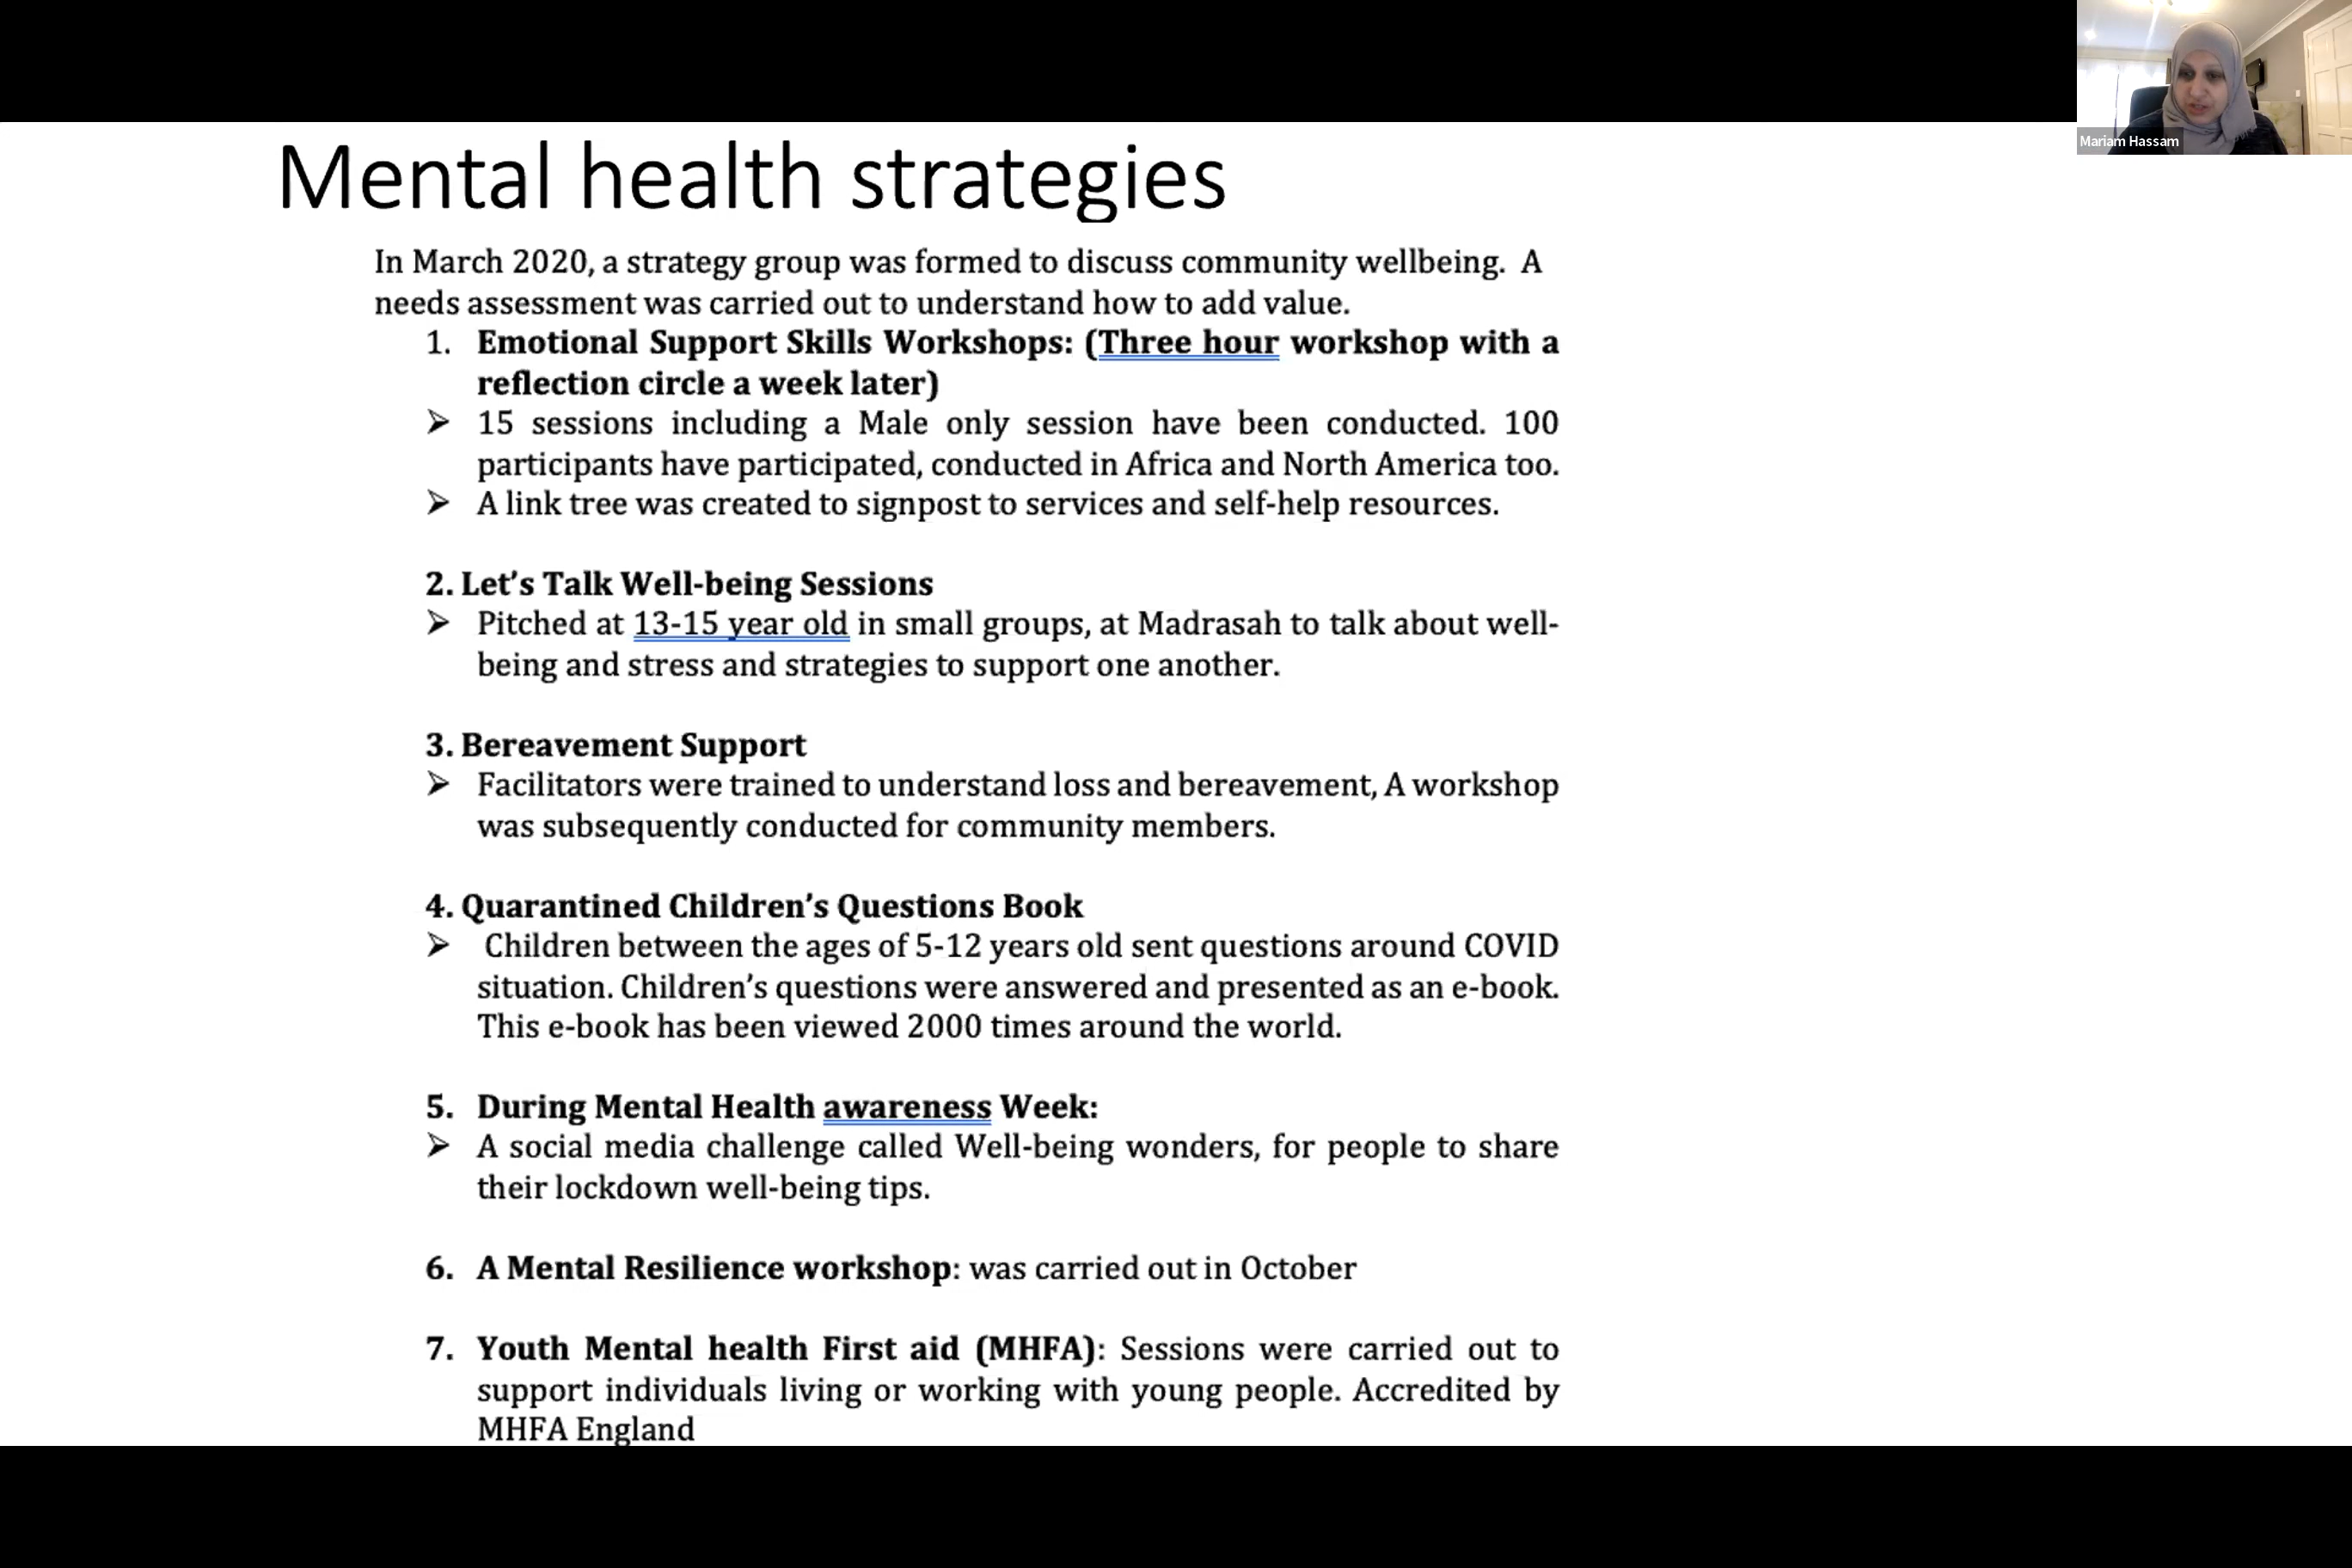 Mariam Hassam
Mental health strategies
In March 2020, a strategy group was formed to discuss community wellbeing.  A
needs assessment was carried out to understand how to add value.
1. Emotional Support Skills Workshops: (Three hour workshop with a
reflection circle a week later)
➢ 15 sessions including a Male only session have been conducted. 100
participants have participated, conducted in Africa and North America too.
➢ A link tree was created to signpost to services and self-help resources.
2. Let’s Talk Well-being Sessions
➢ Pitched at 13-15 year old in small groups, at Madrasah to talk about well-
being and stress and strategies to support one another.
3. Bereavement Support
➢ Facilitators were trained to understand loss and bereavement, A workshop
was subsequently conducted for community members.
4. Quarantined Children’s Questions Book
➢ Children between the ages of 5-12 years old sent questions around COVID
situation. Children’s questions were answered and presented as an e-book.
This e-book has been viewed 2000 times around the world.
5. During Mental Health awareness Week:
➢ A social media challenge called Well-being wonders, for people to share
their lockdown well-being tips.
6. A Mental Resilience workshop: was carried out in October
7. Youth Mental health First aid (MHFA): Sessions were carried out to
support individuals living or working with young people. Accredited by
MHFA England